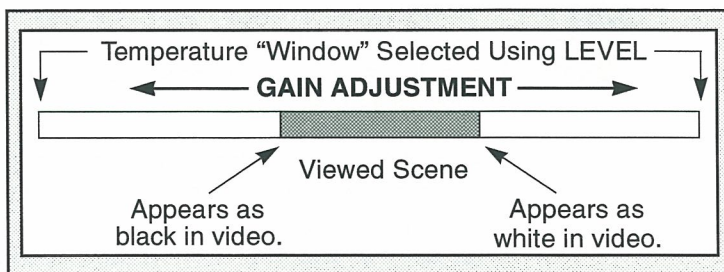 Temperature “Window” Selected Using LEVEL
GAIN ADJUSTMENT
Viewed Scene
Appears as
black in video.
Appears as
white in video.